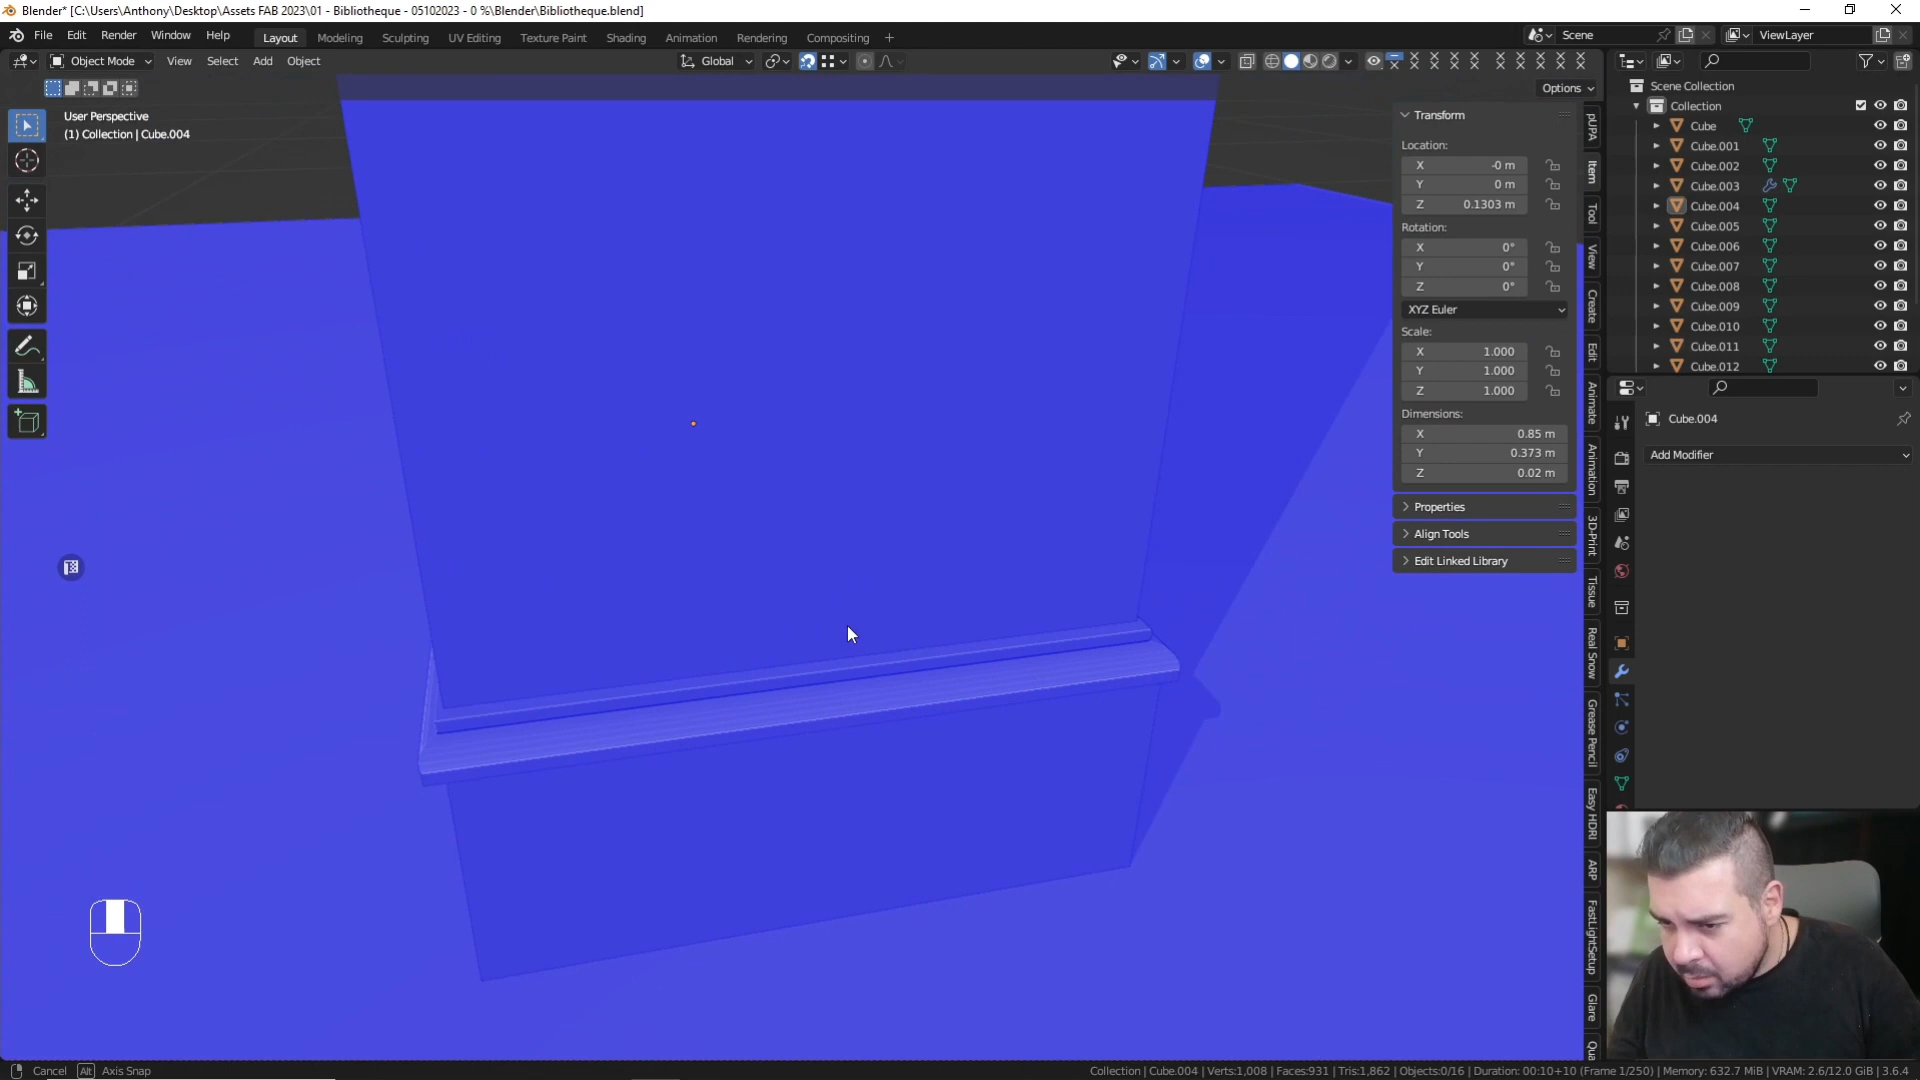 Blender* [C:\Users\Anthony\Desktop\Assets FAB 2023\01 - Bibliotheque - 05102023 - 0 %\Blender\Bibliotheque.blend]
File Edit Render Window Help Layout Modeling Sculpting UV Editing Texture Paint Shading Animation Rendering Compositing + Scene ViewLayer
Object Mode View Select Add Object Global
Options
User Perspective
(1) Collection | Cube.004
Transform
Location:
X -0 m
Y 0 m
Z 0.1303 m
Rotation:
X 0°
Y 0°
Z 0°
XYZ Euler
Scale:
X 1.000
Y 1.000
Z 1.000
Dimensions:
X 0.85 m
Y 0.373 m
Z 0.02 m
Properties
Align Tools
Edit Linked Library
pUPA
Item
Tool
View
Create
Edit
Animate
Animation
3D-Print
Tissue
Real Snow
Grease Pencil
Easy HDRI
ARP
FastLightSetup
Glare
Qua
Scene Collection
Collection
Cube
Cube.001
Cube.002
Cube.003
Cube.004
Cube.005
Cube.006
Cube.007
Cube.008
Cube.009
Cube.010
Cube.011
Cube.012
Cube.004
Add Modifier
Cancel Alt Axis Snap
Collection | Cube.004 | Verts:1,008 | Faces:931 | Tris:1,862 | Objects:0/16 | Duration: 00:10+10 (Frame 1/250) | Memory: 632.7 MiB | VRAM: 2.6/12.0 GiB | 3.6.4